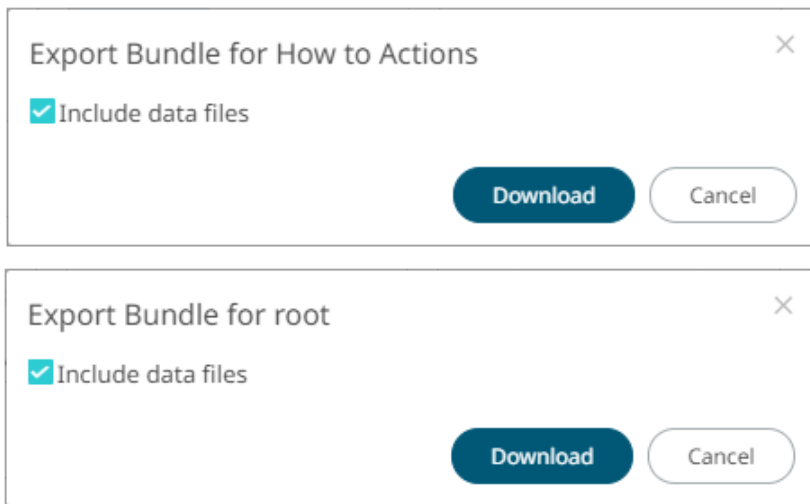 Export Bundle for How to Actions
Include data files
Download Cancel
Export Bundle for root
Include data files
Download Cancel